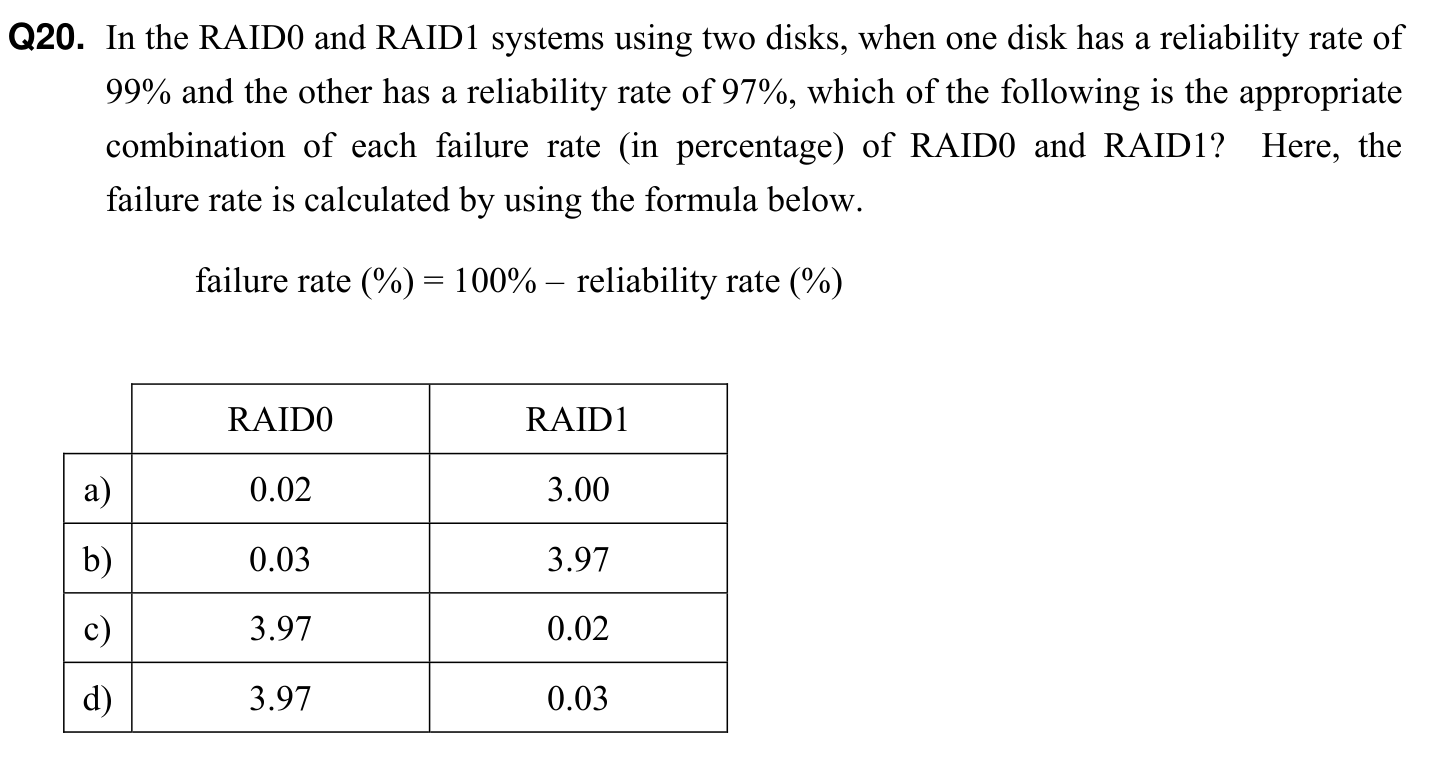 Q20. In the RAID0 and RAID1 systems using two disks, when one disk has a reliability rate of
99% and the other has a reliability rate of 97%, which of the following is the appropriate
combination of each failure rate (in percentage) of RAID0 and RAID1? Here, the
failure rate is calculated by using the formula below.
failure rate (%) = 100% – reliability rate (%)
RAID0 RAID1
a) 0.02 3.00
b) 0.03 3.97
c) 3.97 0.02
d) 3.97 0.03